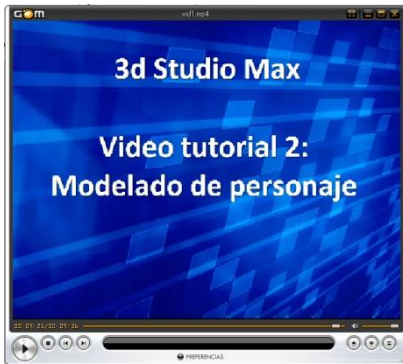 GOM
vid1.mp4
3d Studio Max
Video tutorial 2:
Modelado de personaje
PREFERENCIAS